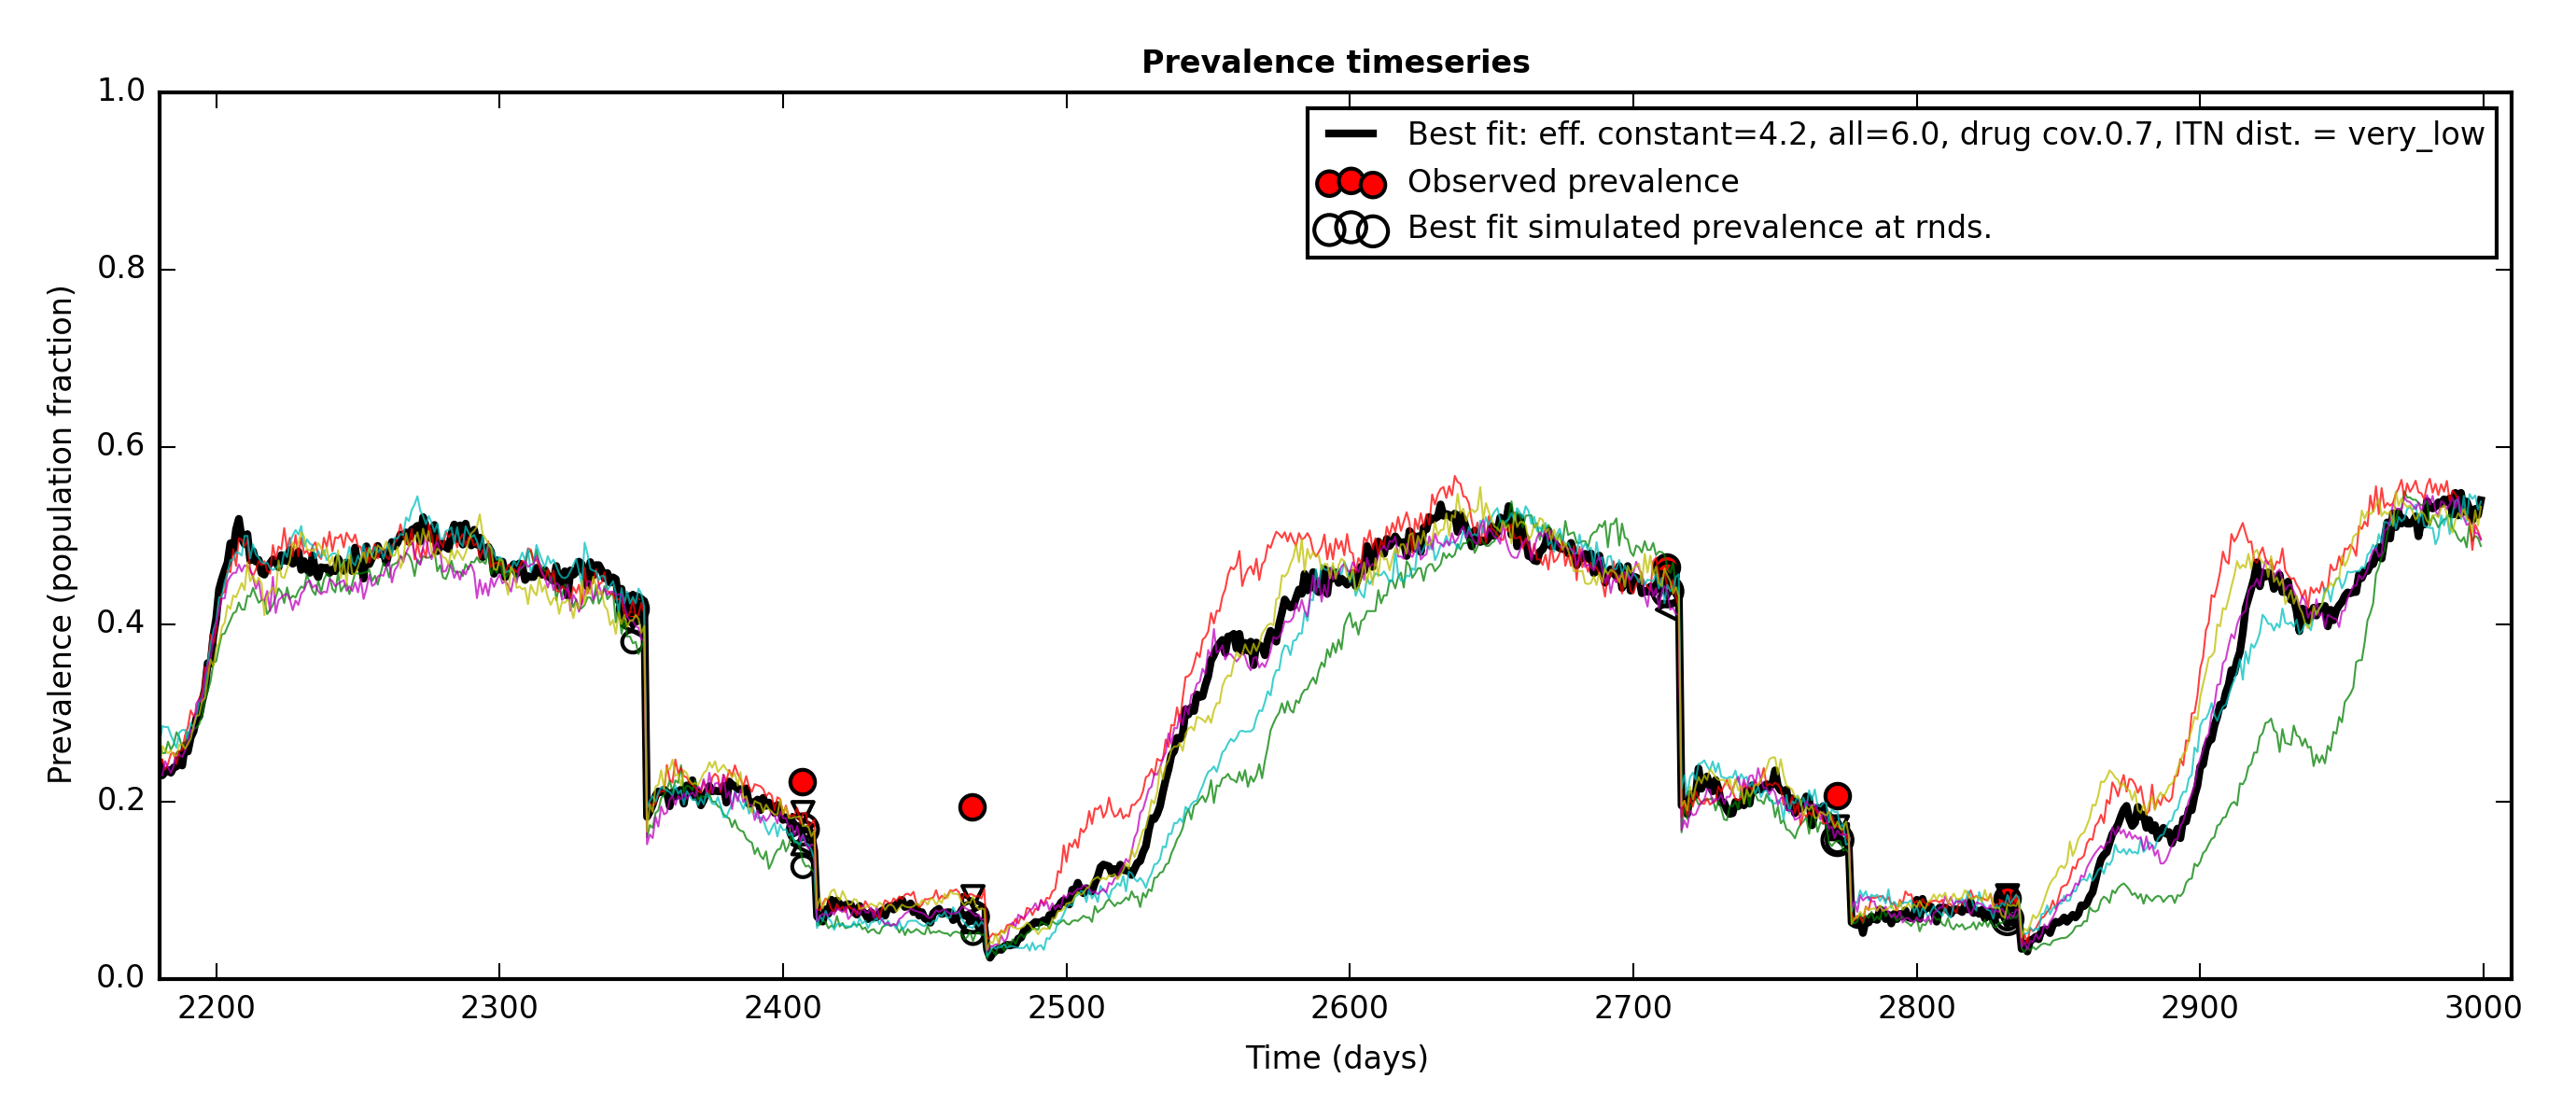 Prevalence timeseries
1.0
0.8
0.6
0.4
0.2
0.0
Prevalence (population fraction)
Best fit: eff. constant=4.2, all=6.0, drug cov.0.7, ITN dist. = very_low
Observed prevalence
Best fit simulated prevalence at rnds.
2200 2300 2400 2500 2600 2700 2800 2900 3000
Time (days)